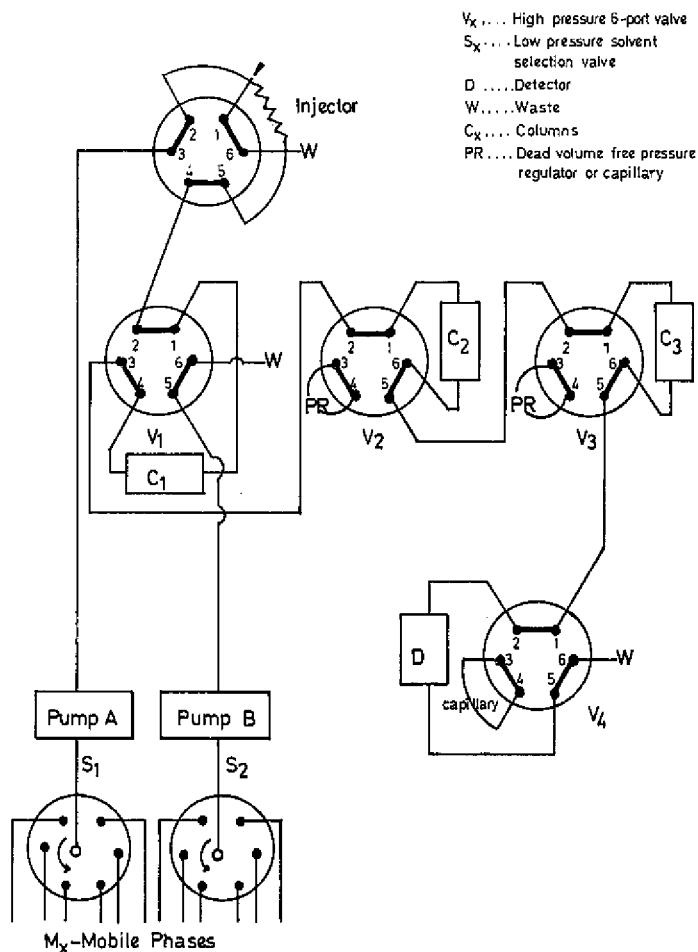 Vx .... High pressure 6-port valve
Sx .... Low pressure solvent
selection valve
D ..... Detector
W ..... Waste
Cx .... Columns
PR .... Dead volume free pressure
regulator or capillary
Injector
2 1
3 6 W
4 5
2 1
3 6 W
4 5
V1
C1
2 1
3 6
4 5
PR
V2
C2
2 1
3 6
4 5
PR
V3
C3
2 1
3 6 W
4 5
D
capillary
V4
Pump A
Pump B
S1
S2
Mx-Mobile Phases